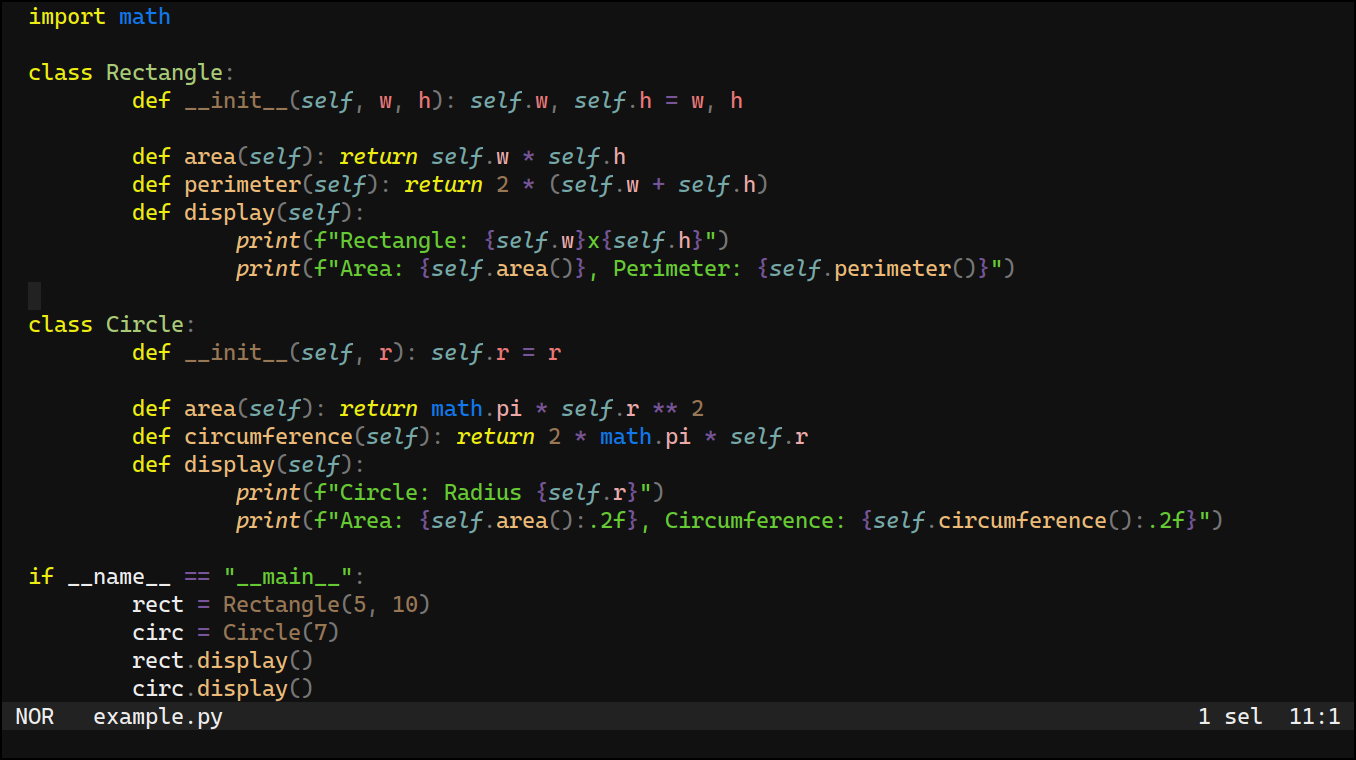 import math

class Rectangle:
        def __init__(self, w, h): self.w, self.h = w, h

        def area(self): return self.w * self.h
        def perimeter(self): return 2 * (self.w + self.h)
        def display(self):
                print(f"Rectangle: {self.w}x{self.h}")
                print(f"Area: {self.area()}, Perimeter: {self.perimeter()}")

class Circle:
        def __init__(self, r): self.r = r

        def area(self): return math.pi * self.r ** 2
        def circumference(self): return 2 * math.pi * self.r
        def display(self):
                print(f"Circle: Radius {self.r}")
                print(f"Area: {self.area():.2f}, Circumference: {self.circumference():.2f}")

if __name__ == "__main__":
        rect = Rectangle(5, 10)
        circ = Circle(7)
        rect.display()
        circ.display()
NOR   example.py   1 sel  11:1